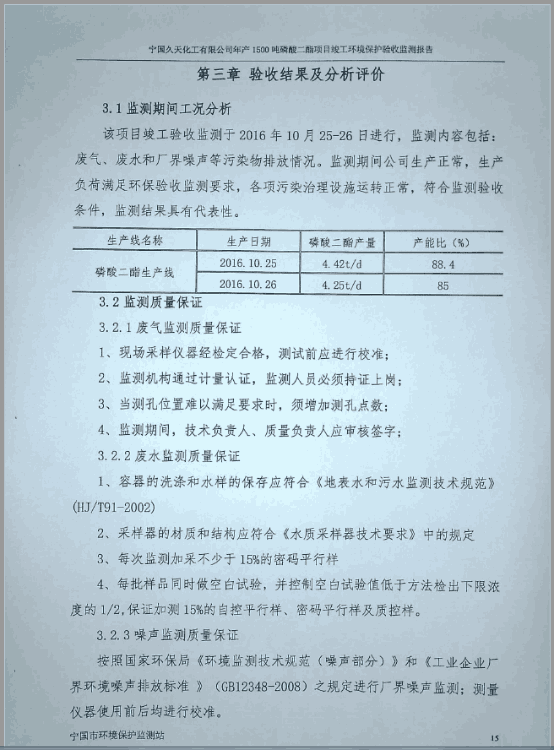 宁国久天化工有限公司年产1500吨磷酸二酯项目竣工环境保护验收监测报告
第三章 验收结果及分析评价
3.1监测期间工况分析
该项目竣工验收监测于2016年10月25-26日进行，监测内容包括：
废气、废水和厂界噪声等污染物排放情况。监测期间公司生产正常，生产
负荷满足环保验收监测要求，各项污染治理设施运转正常，符合监测验收
条件，监测结果具有代表性。
生产线名称 生产日期 磷酸二酯产量 产能比（%）
磷酸二酯生产线 2016.10.25 4.42t/d 88.4
2016.10.26 4.25t/d 85
3.2监测质量保证
3.2.1废气监测质量保证
1、现场采样仪器经检定合格，测试前应进行校准；
2、监测机构通过计量认证，监测人员必须持证上岗；
3、当测孔位置难以满足要求时，须增加测孔点数；
4、监测期间，技术负责人、质量负责人应审核签字；
3.2.2废水监测质量保证
1、容器的洗涤和水样的保存应符合《地表水和污水监测技术规范》
(HJ/T91-2002)
2、采样器的材质和结构应符合《水质采样器技术要求》中的规定
3、每次监测加采不少于15%的密码平行样
4、每批样品同时做空白试验，并控制空白试验值低于方法检出下限浓
度的1/2,保证加测15%的自控平行样、密码平行样及质控样。
3.2.3噪声监测质量保证
按照国家环保局《环境监测技术规范（噪声部分）》和《工业企业厂
界环境噪声排放标准 》（GB12348-2008）之规定进行厂界噪声监测；测量
仪器使用前后均进行校准。
宁国市环境保护监测站 15